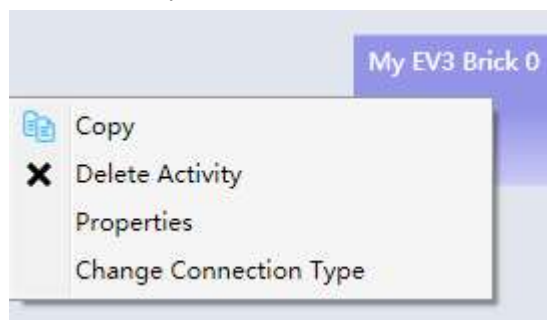 My EV3 Brick 0
Copy
Delete Activity
Properties
Change Connection Type